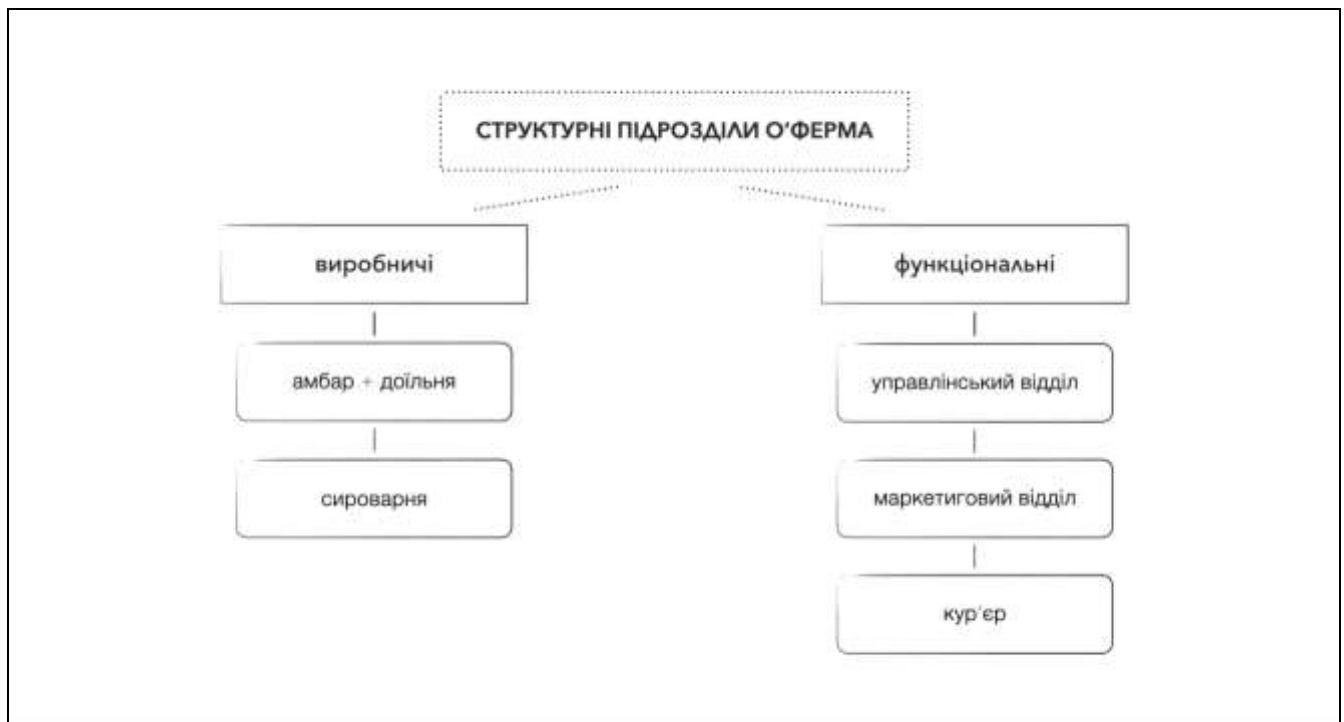 СТРУКТУРНІ ПІДРОЗДІЛИ О'ФЕРМА
виробничі
амбар + доїльня
сироварня
функціональні
управлінський відділ
маркетиговий відділ
кур'єр